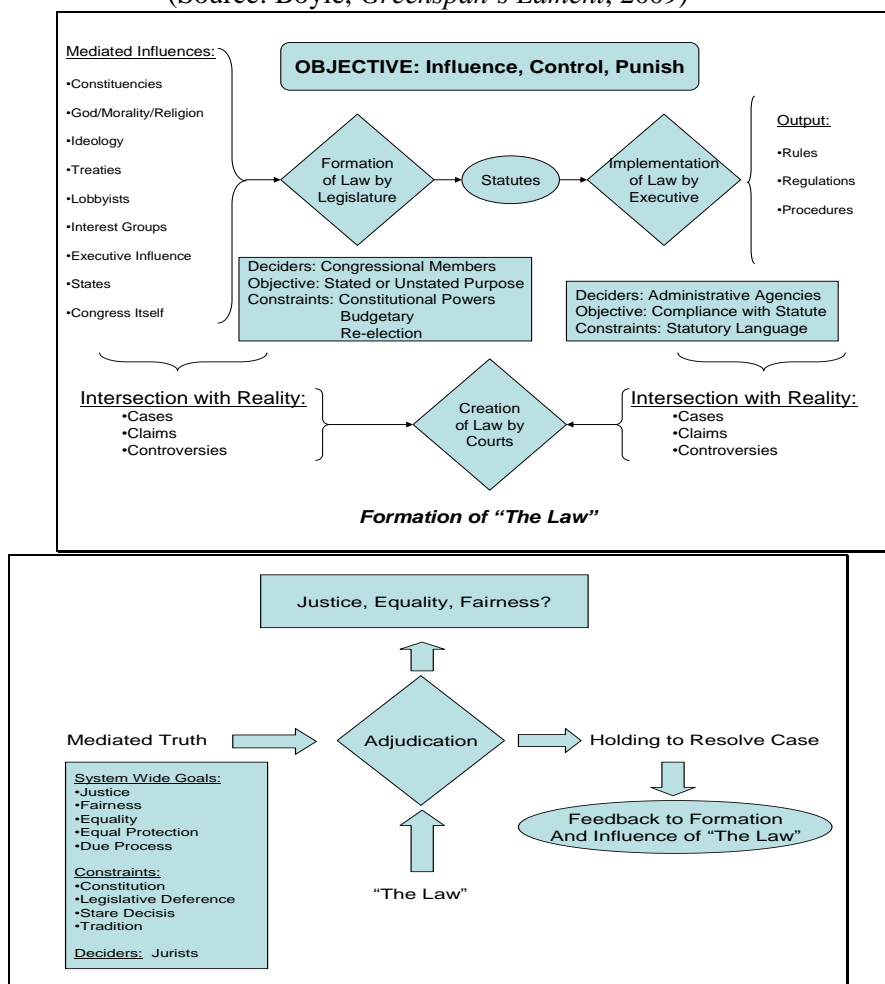 (Source: Boyle, Greenspan's Lament, 2009)
Mediated Influences:
•Constituencies
•God/Morality/Religion
•Ideology
•Treaties
•Lobbyists
•Interest Groups
•Executive Influence
•States
•Congress Itself
OBJECTIVE: Influence, Control, Punish
Formation
of Law by
Legislature
Statutes
Implementation
of Law by
Executive
Output:
•Rules
•Regulations
•Procedures
Deciders: Congressional Members
Objective: Stated or Unstated Purpose
Constraints: Constitutional Powers
Budgetary
Re-election
Deciders: Administrative Agencies
Objective: Compliance with Statute
Constraints: Statutory Language
Intersection with Reality:
•Cases
•Claims
•Controversies
Creation
of Law by
Courts
Intersection with Reality:
•Cases
•Claims
•Controversies
Formation of “The Law”
Justice, Equality, Fairness?
Mediated Truth
Adjudication
Holding to Resolve Case
System Wide Goals:
•Justice
•Fairness
•Equality
•Equal Protection
•Due Process
Constraints:
•Constitution
•Legislative Deference
•Stare Decisis
•Tradition
Deciders: Jurists
“The Law”
Feedback to Formation
And Influence of “The Law”